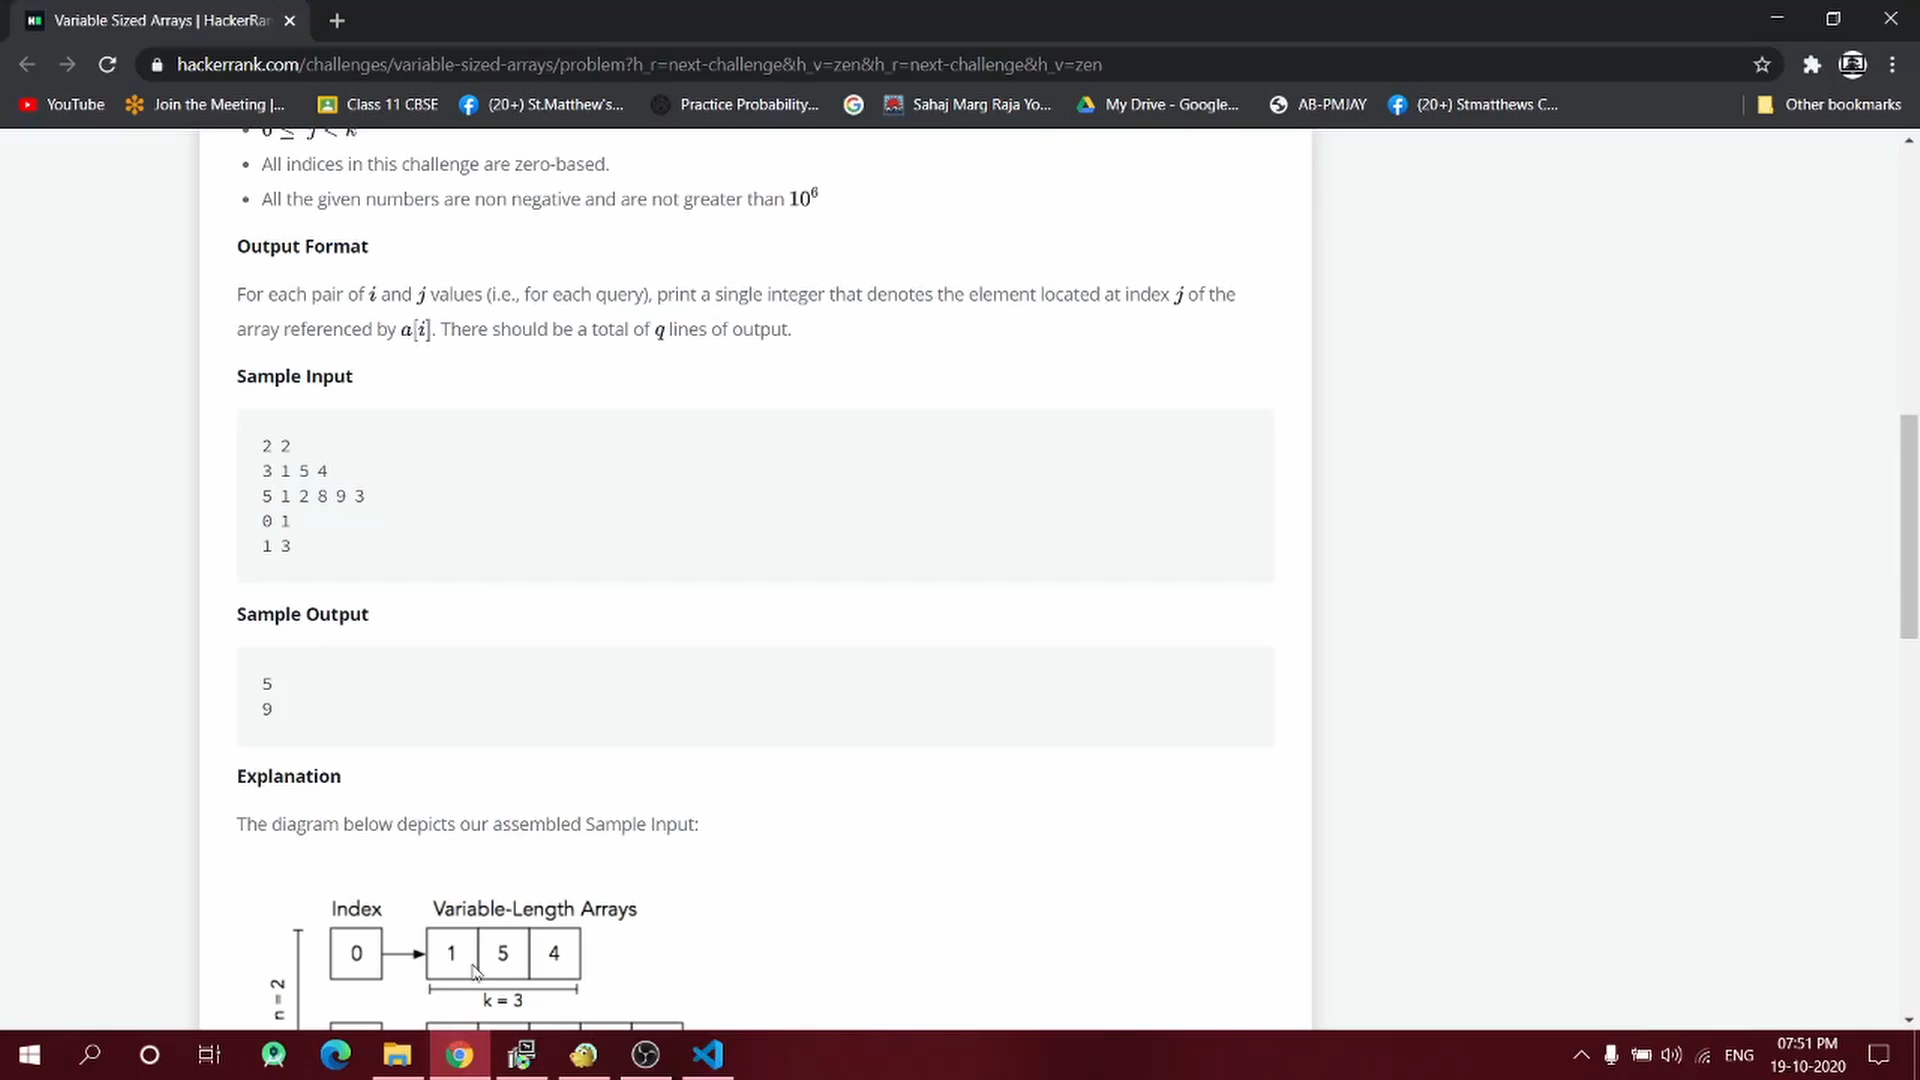 Variable Sized Arrays | HackerRan
hackerrank.com/challenges/variable-sized-arrays/problem?h_r=next-challenge&h_v=zen&h_r=next-challenge&h_v=zen
YouTube Join the Meeting |... Class 11 CBSE (20+) St.Matthew's... Practice Probability... Sahaj Marg Raja Yo... My Drive - Google... AB-PMJAY (20+) Stmatthews C... Other bookmarks
0 ≤ j < k
• All indices in this challenge are zero-based.
• All the given numbers are non negative and are not greater than 10⁶
Output Format
For each pair of i and j values (i.e., for each query), print a single integer that denotes the element located at index j of the
array referenced by a[i]. There should be a total of q lines of output.
Sample Input
2 2
3 1 5 4
5 1 2 8 9 3
0 1
1 3
Sample Output
5
9
Explanation
The diagram below depicts our assembled Sample Input:
Index Variable-Length Arrays
0 1 5 4
k = 3
n = 2
ENG
07:51 PM
19-10-2020